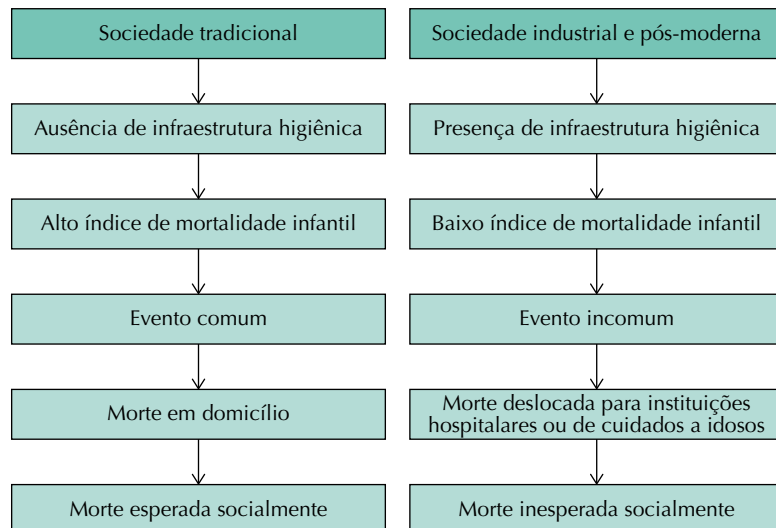 Sociedade tradicional
Ausência de infraestrutura higiênica
Alto índice de mortalidade infantil
Evento comum
Morte em domicílio
Morte esperada socialmente
Sociedade industrial e pós-moderna
Presença de infraestrutura higiênica
Baixo índice de mortalidade infantil
Evento incomum
Morte deslocada para instituições
hospitalares ou de cuidados a idosos
Morte inesperada socialmente